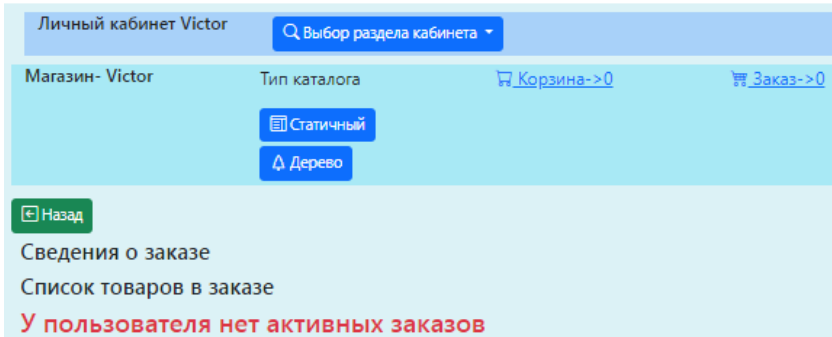 Личный кабинет Victor
Выбор раздела кабинета
Магазин- Victor
Тип каталога
Корзина->0
Заказ->0
Статичный
Дерево
Назад
Сведения о заказе
Список товаров в заказе
У пользователя нет активных заказов